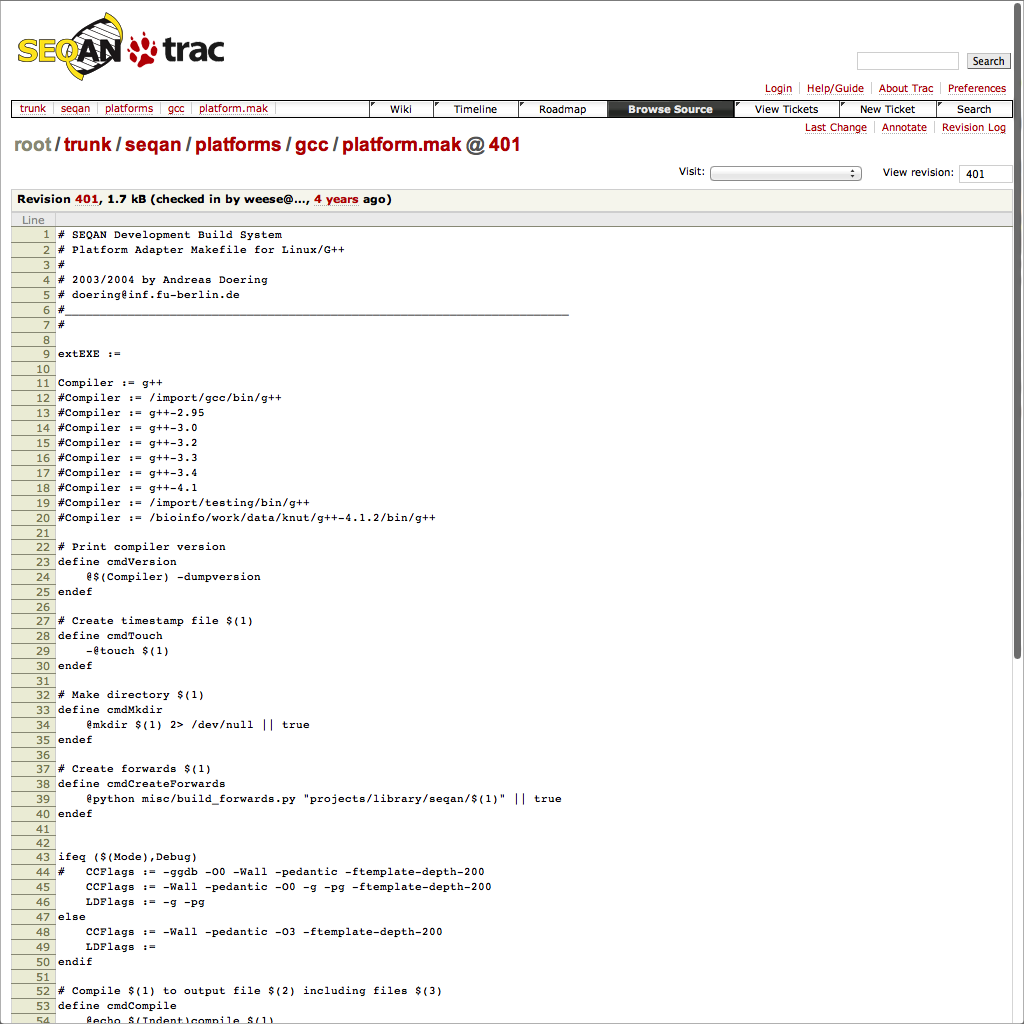 SEQAN trac
Search
Login Help/Guide About Trac Preferences
trunk seqan platforms gcc platform.mak Wiki Timeline Roadmap Browse Source View Tickets New Ticket Search
Last Change Annotate Revision Log
root / trunk / seqan / platforms / gcc / platform.mak @ 401
Visit: View revision: 401
Revision 401, 1.7 kB (checked in by weese@..., 4 years ago)
Line
1 # SEQAN Development Build System
2 # Platform Adapter Makefile for Linux/G++
3 #
4 # 2003/2004 by Andreas Doering
5 # doering@inf.fu-berlin.de
6 #________________________________________________________________________
7 #
8
9 extEXE :=
10
11 Compiler := g++
12 #Compiler := /import/gcc/bin/g++
13 #Compiler := g++-2.95
14 #Compiler := g++-3.0
15 #Compiler := g++-3.2
16 #Compiler := g++-3.3
17 #Compiler := g++-3.4
18 #Compiler := g++-4.1
19 #Compiler := /import/testing/bin/g++
20 #Compiler := /bioinfo/work/data/knut/g++-4.1.2/bin/g++
21
22 # Print compiler version
23 define cmdVersion
24 @$(Compiler) -dumpversion
25 endef
26
27 # Create timestamp file $(1)
28 define cmdTouch
29 -@touch $(1)
30 endef
31
32 # Make directory $(1)
33 define cmdMkdir
34 @mkdir $(1) 2> /dev/null || true
35 endef
36
37 # Create forwards $(1)
38 define cmdCreateForwards
39 @python misc/build_forwards.py "projects/library/seqan/$(1)" || true
40 endef
41
42
43 ifeq ($(Mode),Debug)
44 # CCFlags := -ggdb -O0 -Wall -pedantic -ftemplate-depth-200
45 CCFlags := -Wall -pedantic -O0 -g -pg -ftemplate-depth-200
46 LDFlags := -g -pg
47 else
48 CCFlags := -Wall -pedantic -O3 -ftemplate-depth-200
49 LDFlags :=
50 endif
51
52 # Compile $(1) to output file $(2) including files $(3)
53 define cmdCompile
54 @echo $(Indent)compile $(1)